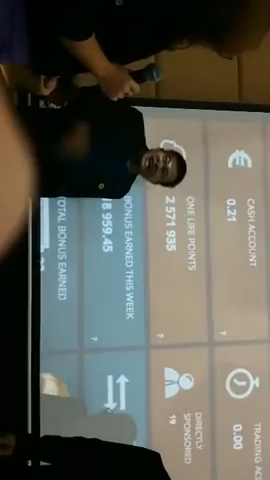 CASH ACCOUNT
0.21
?
TRADING ACC
0.00
ONE LIFE POINTS
2 571 935
?
DIRECTLY
SPONSORED
19
BONUS EARNED THIS WEEK
8 959.45
?
TOTAL BONUS EARNED